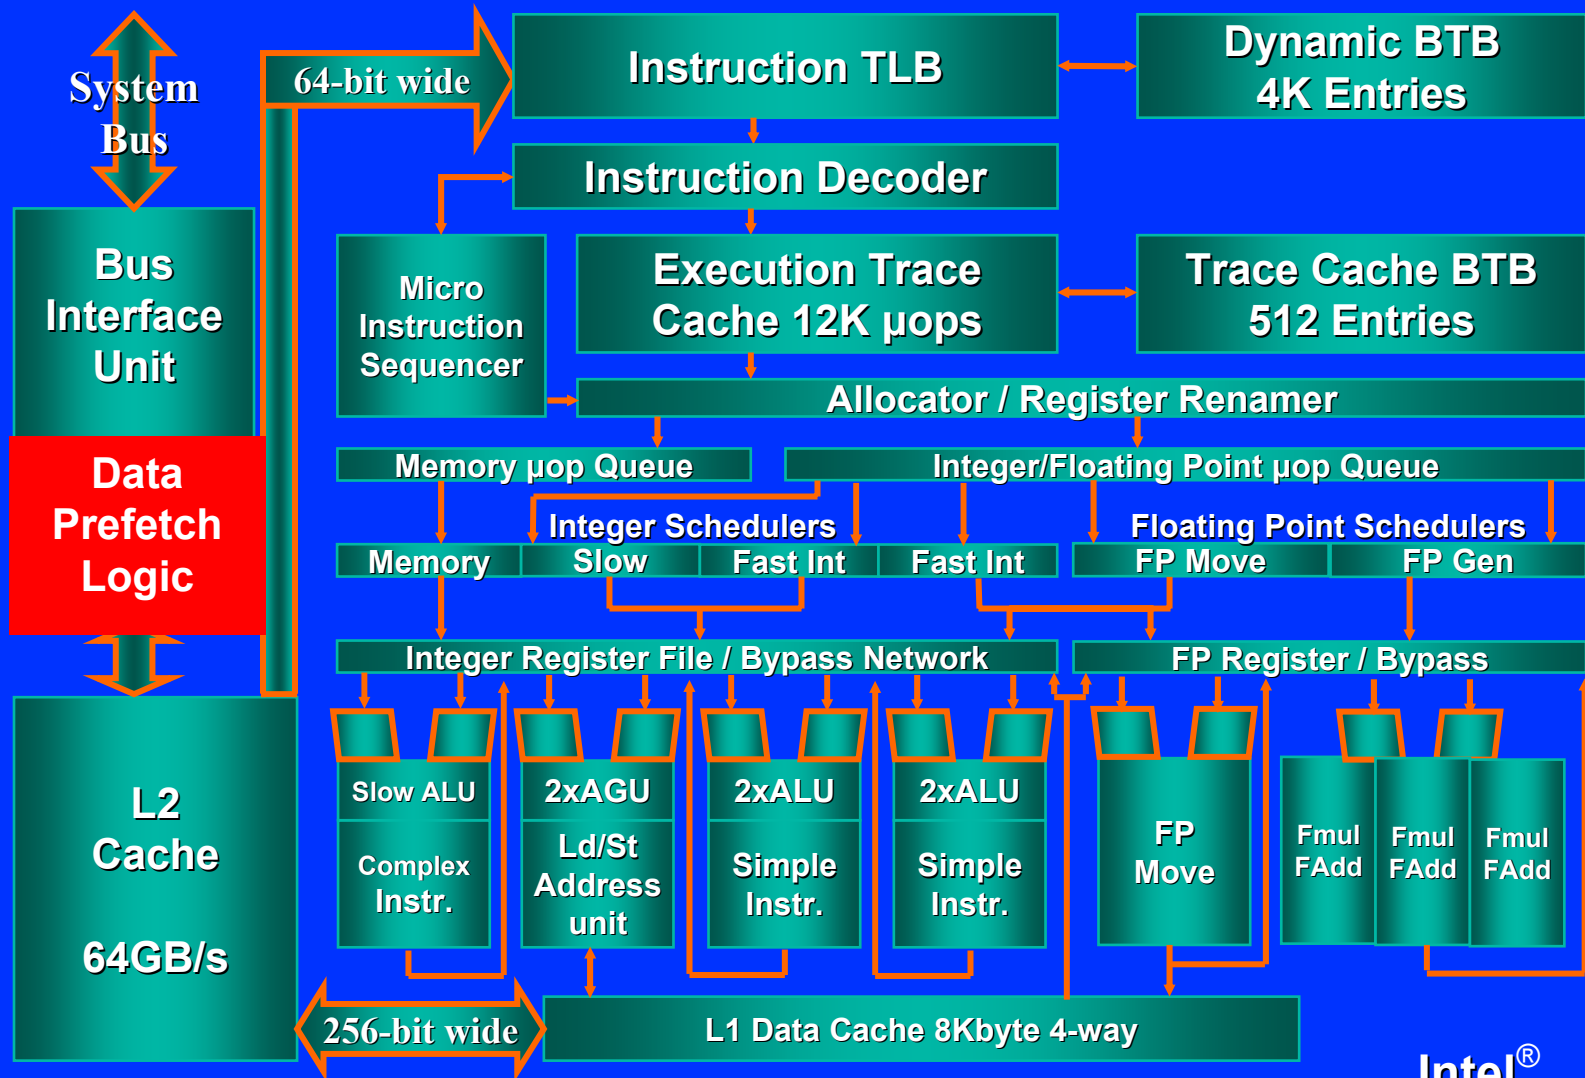 System
Bus
64-bit wide
Instruction TLB
Dynamic BTB
4K Entries
Instruction Decoder
Bus
Interface
Unit
Micro
Instruction
Sequencer
Execution Trace
Cache 12K µops
Trace Cache BTB
512 Entries
Allocator / Register Renamer
Data
Prefetch
Logic
Memory µop Queue
Integer/Floating Point µop Queue
Integer Schedulers
Floating Point Schedulers
Memory
Slow
Fast Int
Fast Int
FP Move
FP Gen
Integer Register File / Bypass Network
FP Register / Bypass
L2
Cache
64GB/s
Slow ALU
Complex
Instr.
2xAGU
Ld/St
Address
unit
2xALU
Simple
Instr.
2xALU
Simple
Instr.
FP
Move
Fmul
FAdd
Fmul
FAdd
Fmul
FAdd
256-bit wide
L1 Data Cache 8Kbyte 4-way
Intel®